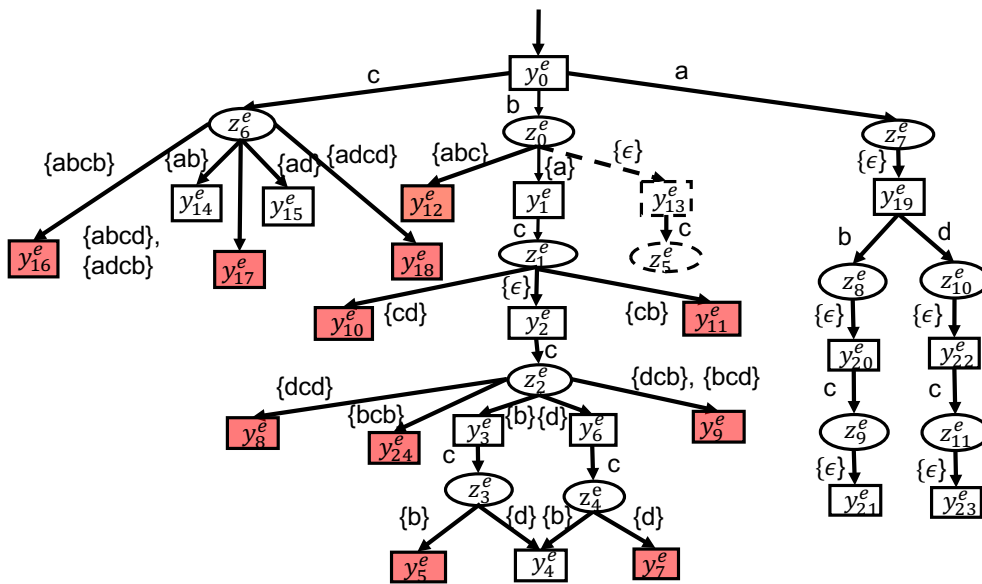 y_0^e
c
b
a
z_6^e
z_0^e
z_7^e
{abcb}
{ab}
{ad}
{adcd}
{abc}
{a}
{ϵ}
{ϵ}
y_14^e
y_15^e
y_12^e
y_1^e
y_13^e
y_19^e
c
c
b
d
{abcd},
{adcb}
y_16^e
y_17^e
y_18^e
z_1^e
z_5^e
z_8^e
z_10^e
{cd}
{ϵ}
{cb}
{ϵ}
{ϵ}
y_10^e
y_2^e
y_11^e
y_20^e
y_22^e
c
c
c
z_2^e
{dcd}
{bcb}
{b}
{d}
{dcb}, {bcd}
y_8^e
y_24^e
y_3^e
y_6^e
y_9^e
z_9^e
z_11^e
c
c
{ϵ}
{ϵ}
z_3^e
z_4^e
y_21^e
y_23^e
{b}
{d}
{b}
{d}
y_5^e
y_4^e
y_7^e